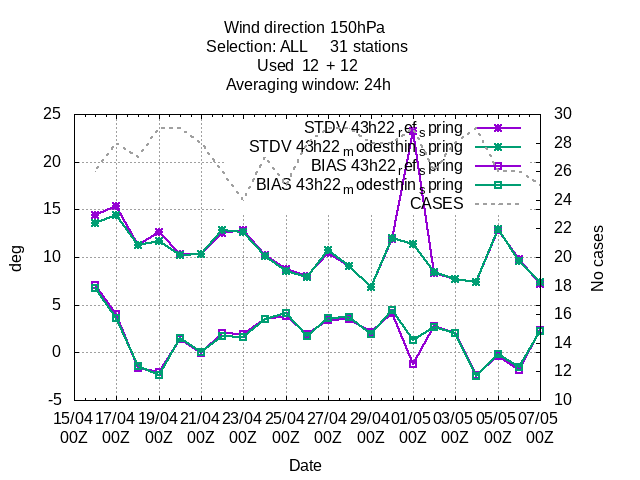 Wind direction 150hPa
Selection: ALL 31 stations
Used 12 + 12
Averaging window: 24h
STDV 43h22ref_spring
STDV 43h22modesthin_spring
BIAS 43h22ref_spring
BIAS 43h22modesthin_spring
CASES
25
20
15
10
5
0
-5
deg
30
28
26
24
22
20
18
16
14
12
10
No cases
15/04 17/04 19/04 21/04 23/04 25/04 27/04 29/04 01/05 03/05 05/05 07/05
00Z 00Z 00Z 00Z 00Z 00Z 00Z 00Z 00Z 00Z 00Z 00Z
Date